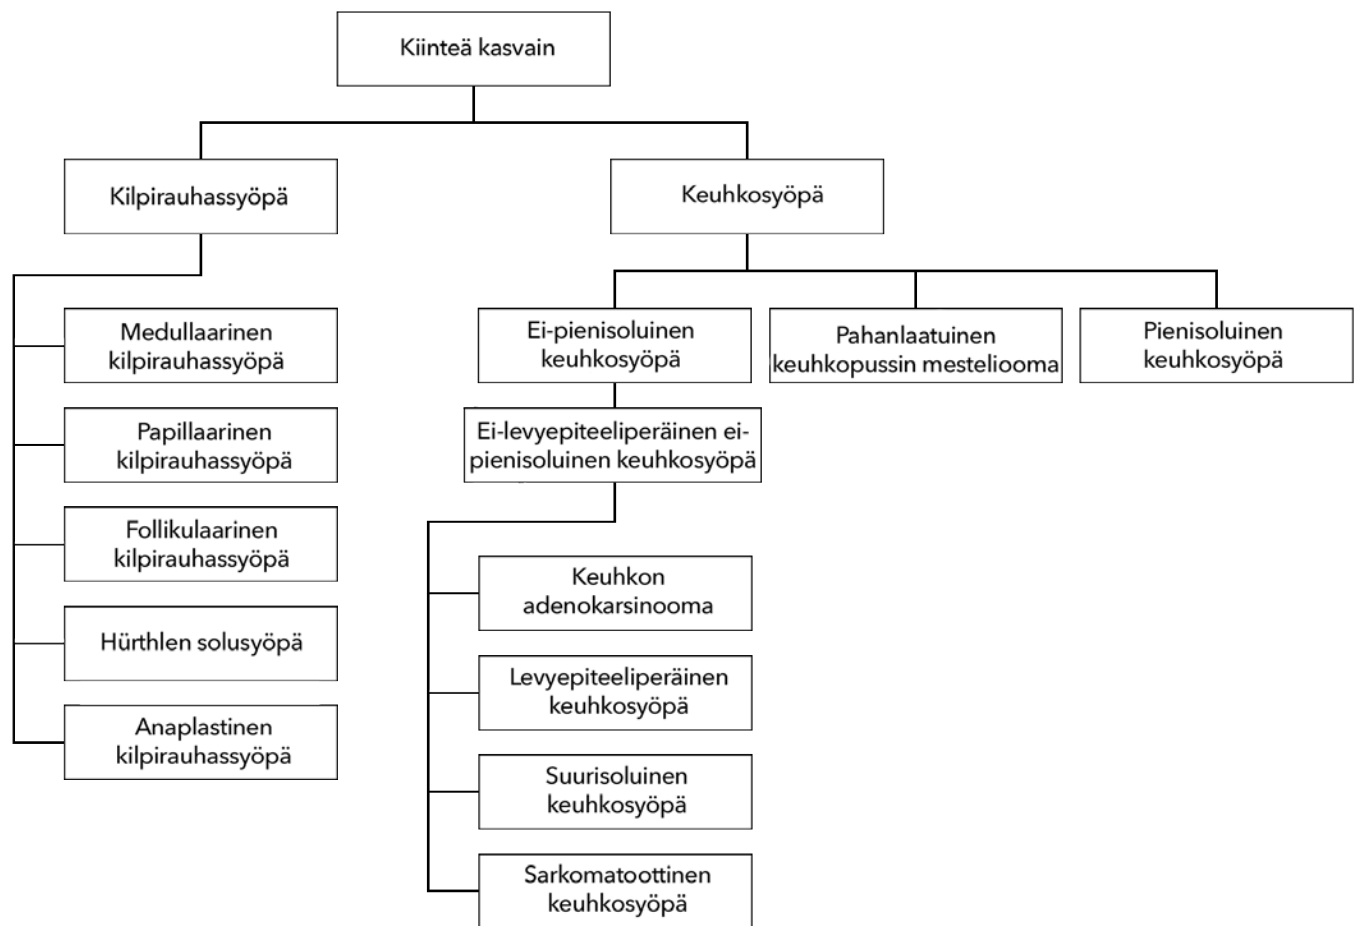 Kiinteä kasvain
Kilpirauhassyöpä
Keuhkosyöpä
Medullaarinen
kilpirauhassyöpä
Papillaarinen
kilpirauhassyöpä
Follikulaarinen
kilpirauhassyöpä
Hürthlen solusyöpä
Anaplastinen
kilpirauhassyöpä
Ei-pienisoluinen
keuhkosyöpä
Pahanlaatuinen
keuhkopussin mesteliooma
Pienisoluinen
keuhkosyöpä
Ei-levyepiteeliperäinen ei-
pienisoluinen keuhkosyöpä
Keuhkon
adenokarsinooma
Levyepiteeliperäinen
keuhkosyöpä
Suurisoluinen
keuhkosyöpä
Sarkomatoottinen
keuhkosyöpä